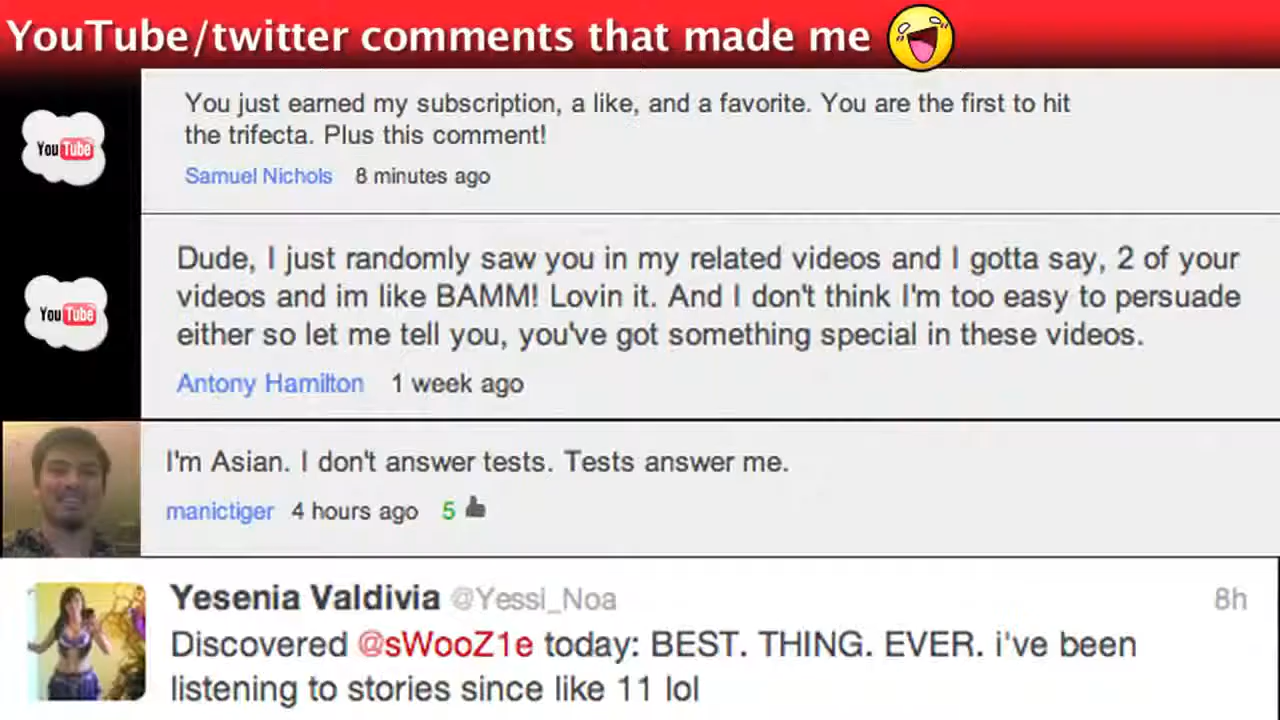 YouTube/twitter comments that made me
You just earned my subscription, a like, and a favorite. You are the first to hit
the trifecta. Plus this comment!
YouTube
Samuel Nichols 8 minutes ago
Dude, I just randomly saw you in my related videos and I gotta say, 2 of your
videos and im like BAMM! Lovin it. And I don't think I'm too easy to persuade
YouTube
either so let me tell you, you've got something special in these videos.
Antony Hamilton 1 week ago
I'm Asian. I don't answer tests. Tests answer me.
manictiger 4 hours ago 5
Yesenia Valdivia @Yessi_Noa 8h
Discovered @sWooZ1e today: BEST. THING. EVER. i've been
listening to stories since like 11 lol